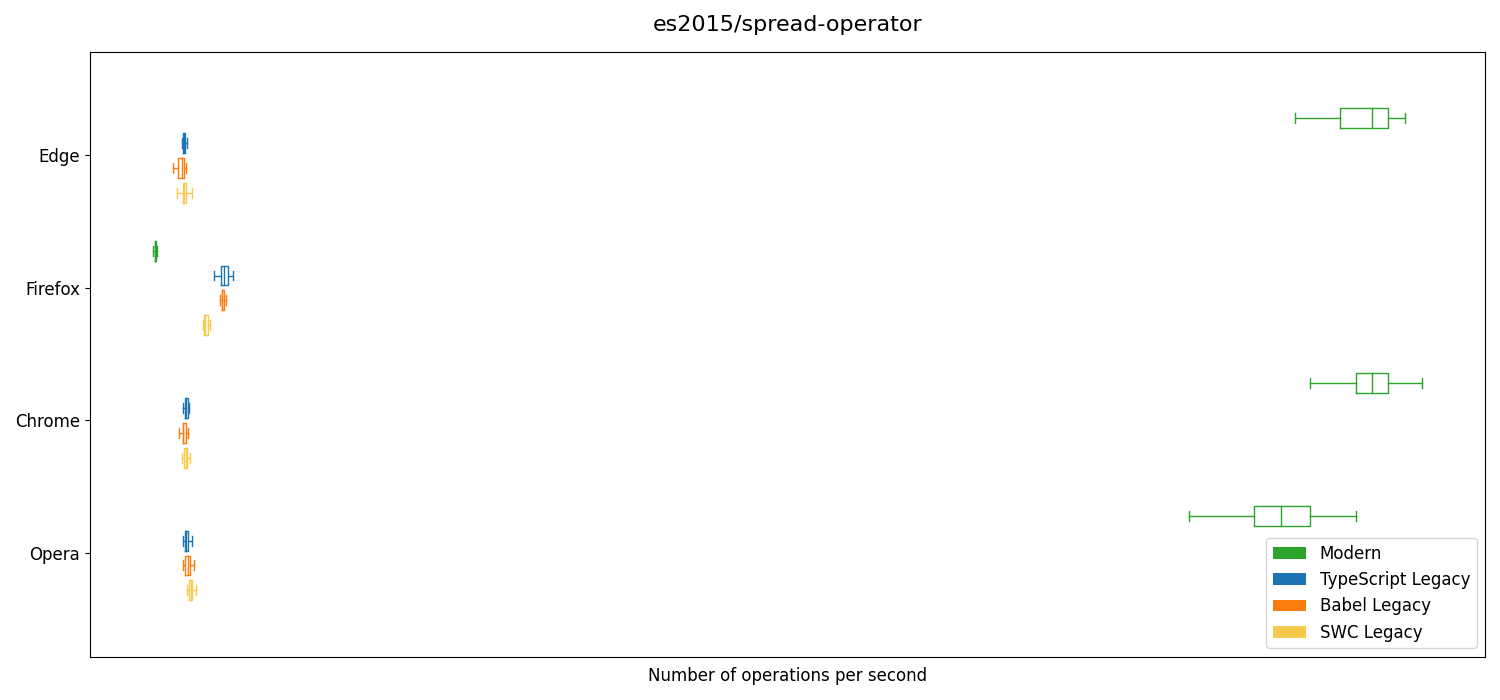 es2015/spread-operator
Edge
Firefox
Chrome
Opera
Modern
TypeScript Legacy
Babel Legacy
SWC Legacy
Number of operations per second